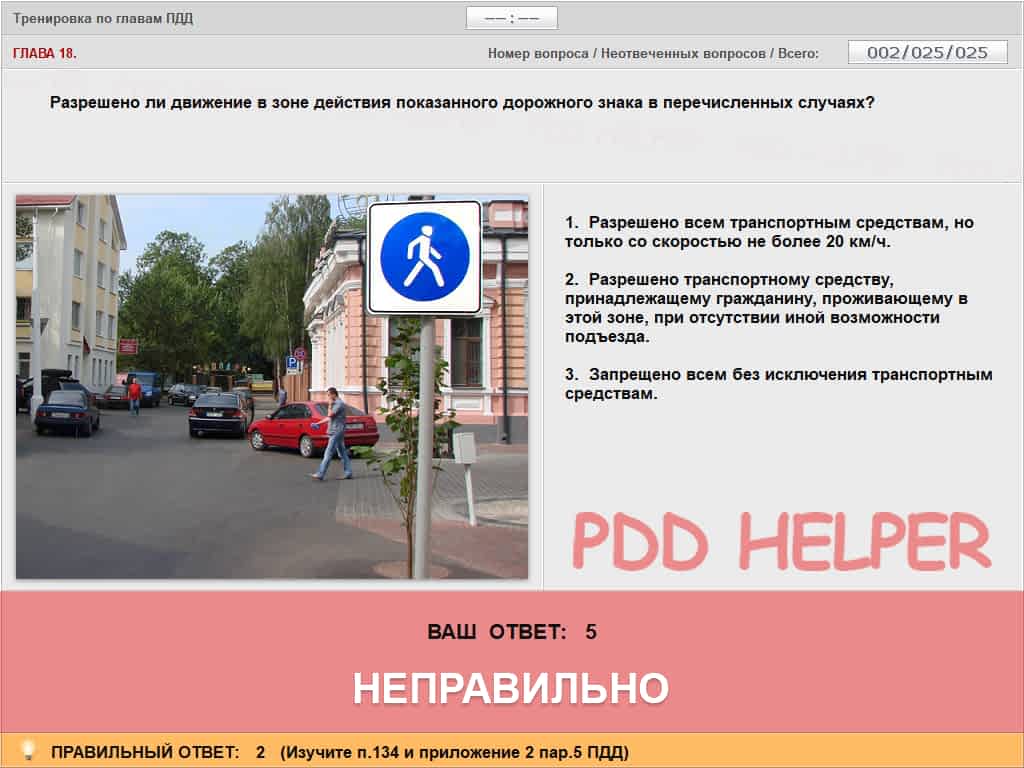 Тренировка по главам ПДД
—— : ——
ГЛАВА 18.
Номер вопроса / Неотвеченных вопросов / Всего:
002/025/025
Разрешено ли движение в зоне действия показанного дорожного знака в перечисленных случаях?
1. Разрешено всем транспортным средствам, но
только со скоростью не более 20 км/ч.
2. Разрешено транспортному средству,
принадлежащему гражданину, проживающему в
этой зоне, при отсутствии иной возможности
подъезда.
3. Запрещено всем без исключения транспортным
средствам.
P
PDD HELPER
ВАШ ОТВЕТ: 5
НЕПРАВИЛЬНО
ПРАВИЛЬНЫЙ ОТВЕТ: 2 (Изучите п.134 и приложение 2 пар.5 ПДД)